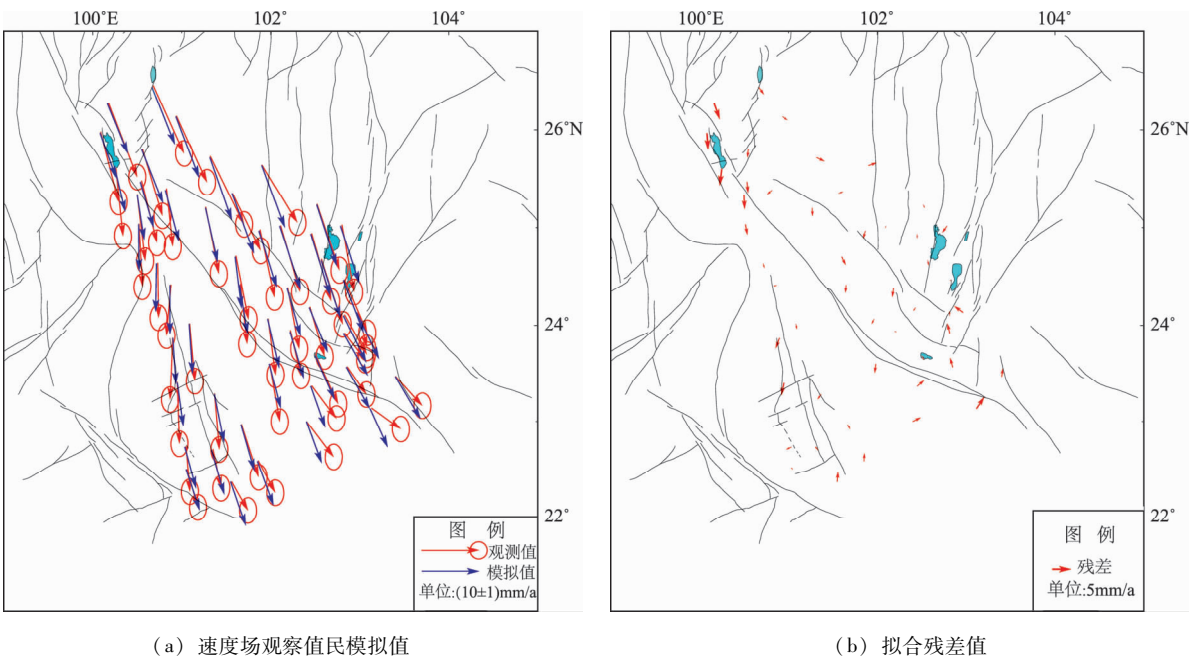 100°E 102° 104° 100°E 102° 104°
26°N 26°N
24° 24°
22° 22°
图 例
观测值
模拟值
单位:(10±1)mm/a
图 例
残差
单位:5mm/a
(a) 速度场观察值民模拟值
(b) 拟合残差值